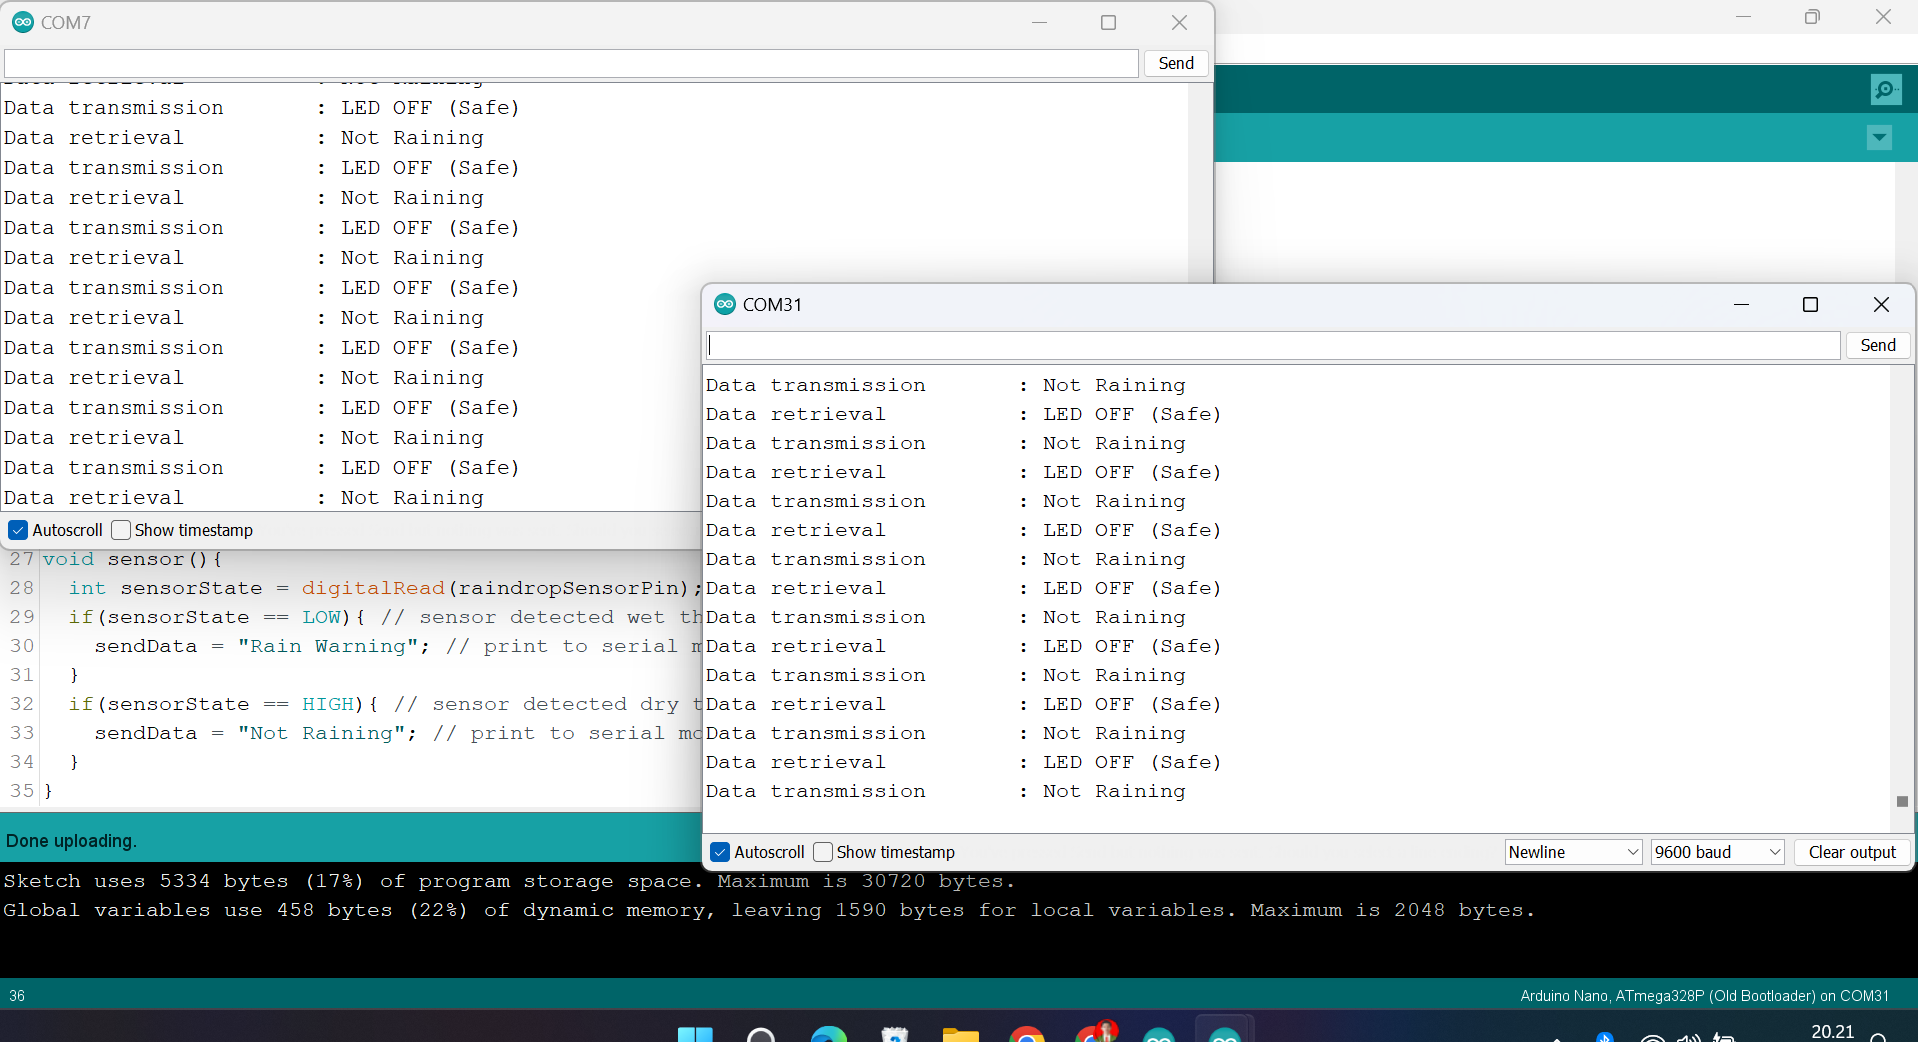 COM7
Send
Data transmission : LED OFF (Safe)
Data retrieval : Not Raining
Data transmission : LED OFF (Safe)
Data retrieval : Not Raining
Data transmission : LED OFF (Safe)
Data retrieval : Not Raining
Data transmission : LED OFF (Safe)
Data retrieval : Not Raining
Data transmission : LED OFF (Safe)
Data retrieval : Not Raining
Data transmission : LED OFF (Safe)
Data retrieval : Not Raining
Data transmission : LED OFF (Safe)
Data retrieval : Not Raining
Autoscroll Show timestamp
COM31
Send
Data transmission : Not Raining
Data retrieval : LED OFF (Safe)
Data transmission : Not Raining
Data retrieval : LED OFF (Safe)
Data transmission : Not Raining
Data retrieval : LED OFF (Safe)
Data transmission : Not Raining
Data retrieval : LED OFF (Safe)
Data transmission : Not Raining
Data retrieval : LED OFF (Safe)
Data transmission : Not Raining
Data retrieval : LED OFF (Safe)
Data transmission : Not Raining
Data retrieval : LED OFF (Safe)
Data transmission : Not Raining
Autoscroll Show timestamp Newline 9600 baud Clear output
27 void sensor(){
28 int sensorState = digitalRead(raindropSensorPin);
29 if(sensorState == LOW){ // sensor detected wet
30 sendData = "Rain Warning"; // print to serial
31 }
32 if(sensorState == HIGH){ // sensor detected dry
33 sendData = "Not Raining"; // print to serial
34 }
35 }
Done uploading.
Sketch uses 5334 bytes (17%) of program storage space. Maximum is 30720 bytes.
Global variables use 458 bytes (22%) of dynamic memory, leaving 1590 bytes for local variables. Maximum is 2048 bytes.
36 Arduino Nano, ATmega328P (Old Bootloader) on COM31
20.21